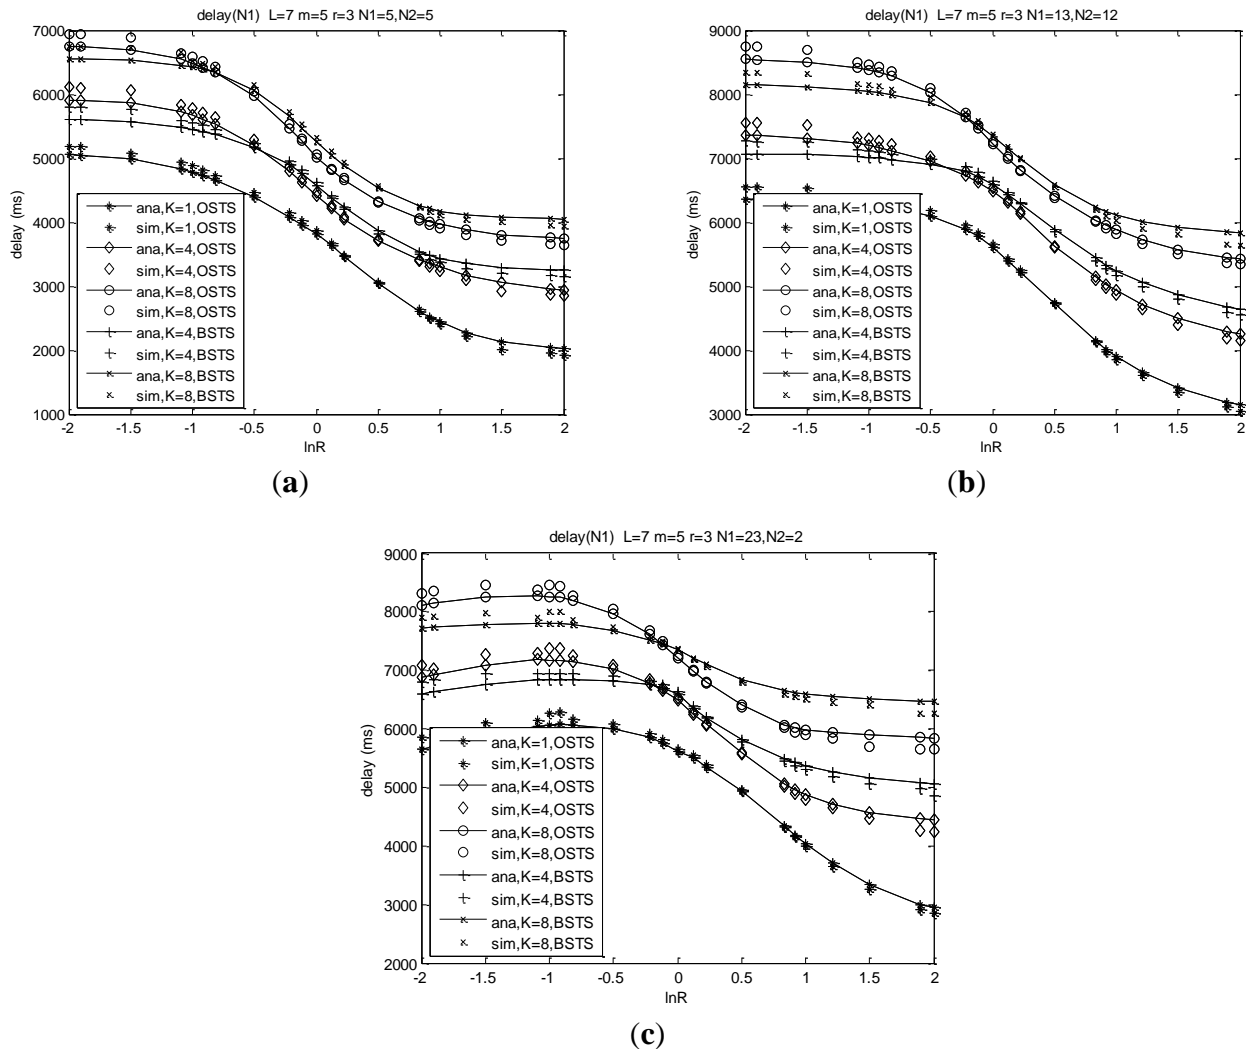 delay(N1) L=7 m=5 r=3 N1=5,N2=5
7000
6000
5000
4000
3000
2000
1000
delay (ms)
-2 -1.5 -1 -0.5 0 0.5 1 1.5 2
lnR
ana,K=1,OSTS
sim,K=1,OSTS
ana,K=4,OSTS
sim,K=4,OSTS
ana,K=8,OSTS
sim,K=8,OSTS
ana,K=4,BSTS
sim,K=4,BSTS
ana,K=8,BSTS
sim,K=8,BSTS
(a)
delay(N1) L=7 m=5 r=3 N1=13,N2=12
9000
8000
7000
6000
5000
4000
3000
delay (ms)
-2 -1.5 -1 -0.5 0 0.5 1 1.5 2
lnR
ana,K=1,OSTS
sim,K=1,OSTS
ana,K=4,OSTS
sim,K=4,OSTS
ana,K=8,OSTS
sim,K=8,OSTS
ana,K=4,BSTS
sim,K=4,BSTS
ana,K=8,BSTS
sim,K=8,BSTS
(b)
delay(N1) L=7 m=5 r=3 N1=23,N2=2
9000
8000
7000
6000
5000
4000
3000
2000
delay (ms)
-2 -1.5 -1 -0.5 0 0.5 1 1.5 2
lnR
ana,K=1,OSTS
sim,K=1,OSTS
ana,K=4,OSTS
sim,K=4,OSTS
ana,K=8,OSTS
sim,K=8,OSTS
ana,K=4,BSTS
sim,K=4,BSTS
ana,K=8,BSTS
sim,K=8,BSTS
(c)